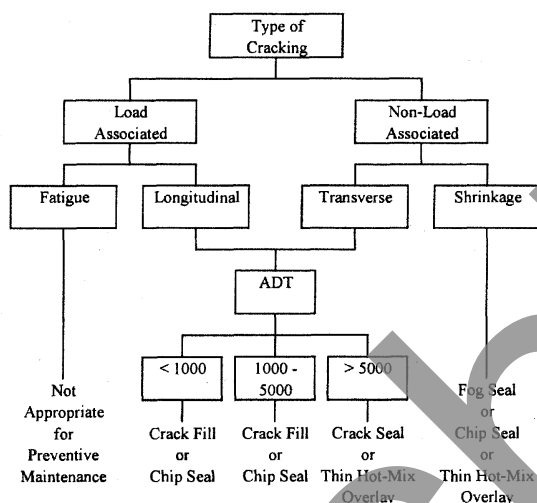 Type of
Cracking
Load
Associated
Non-Load
Associated
Fatigue
Longitudinal
Transverse
Shrinkage
ADT
< 1000
1000 -
5000
> 5000
Not
Appropriate
for
Preventive
Maintenance
Crack Fill
or
Chip Seal
Crack Fill
or
Chip Seal
Crack Seal
or
Thin Hot-Mix
Overlay
Fog Seal
or
Chip Seal
or
Thin Hot-Mix
Overlay